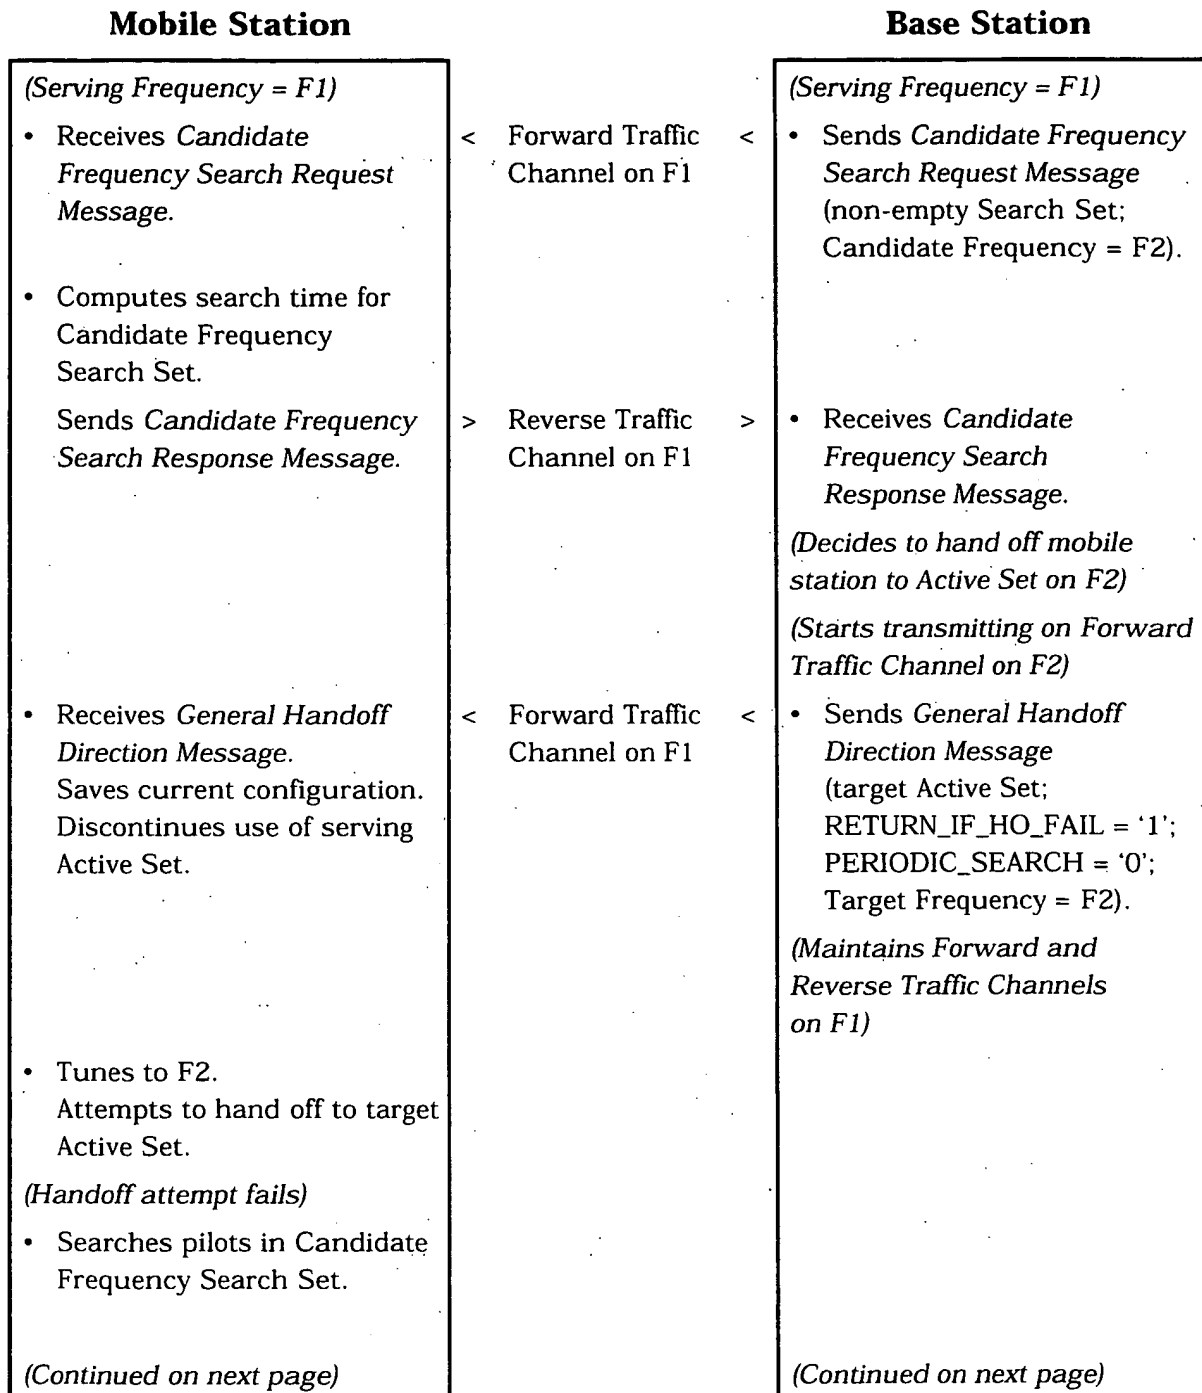 Mobile Station
Base Station
(Serving Frequency = F1)
(Serving Frequency = F1)
• Receives Candidate
Frequency Search Request
Message.
< Forward Traffic <
Channel on F1
• Sends Candidate Frequency
Search Request Message
(non-empty Search Set;
Candidate Frequency = F2).
• Computes search time for
Candidate Frequency
Search Set.
Sends Candidate Frequency
Search Response Message.
> Reverse Traffic >
Channel on F1
• Receives Candidate
Frequency Search
Response Message.
(Decides to hand off mobile
station to Active Set on F2)
(Starts transmitting on Forward
Traffic Channel on F2)
• Receives General Handoff
Direction Message.
Saves current configuration.
Discontinues use of serving
Active Set.
< Forward Traffic <
Channel on F1
• Sends General Handoff
Direction Message
(target Active Set;
RETURN_IF_HO_FAIL = ‘1’;
PERIODIC_SEARCH = ‘0’;
Target Frequency = F2).
(Maintains Forward and
Reverse Traffic Channels
on F1)
• Tunes to F2.
Attempts to hand off to target
Active Set.
(Handoff attempt fails)
• Searches pilots in Candidate
Frequency Search Set.
(Continued on next page)
(Continued on next page)